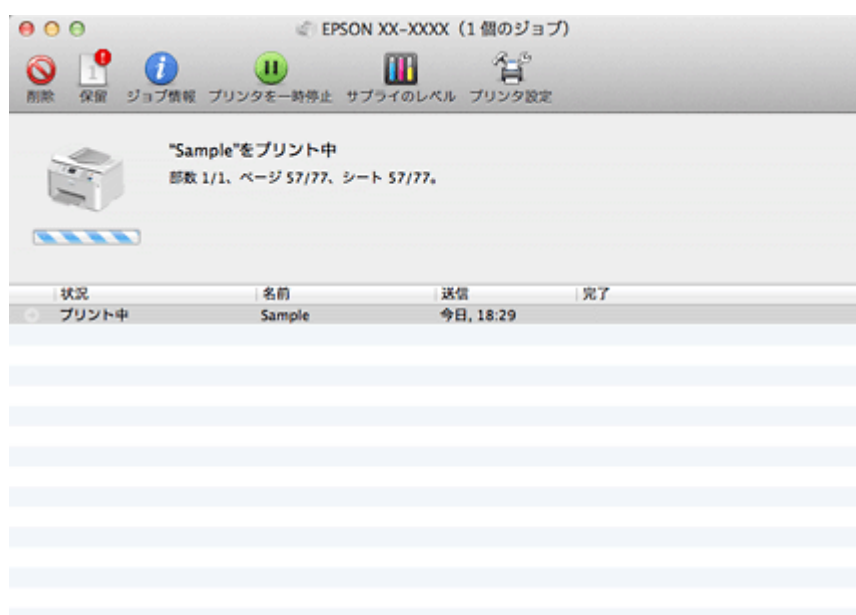 EPSON XX-XXXX（1 個のジョブ）
1
削除 保留 ジョブ情報 プリンタを一時停止 サプライのレベル プリンタ設定
"Sample"をプリント中
部数 1/1、ページ 57/77、シート 57/77。
状況 名前 送信 完了
プリント中 Sample 今日, 18:29